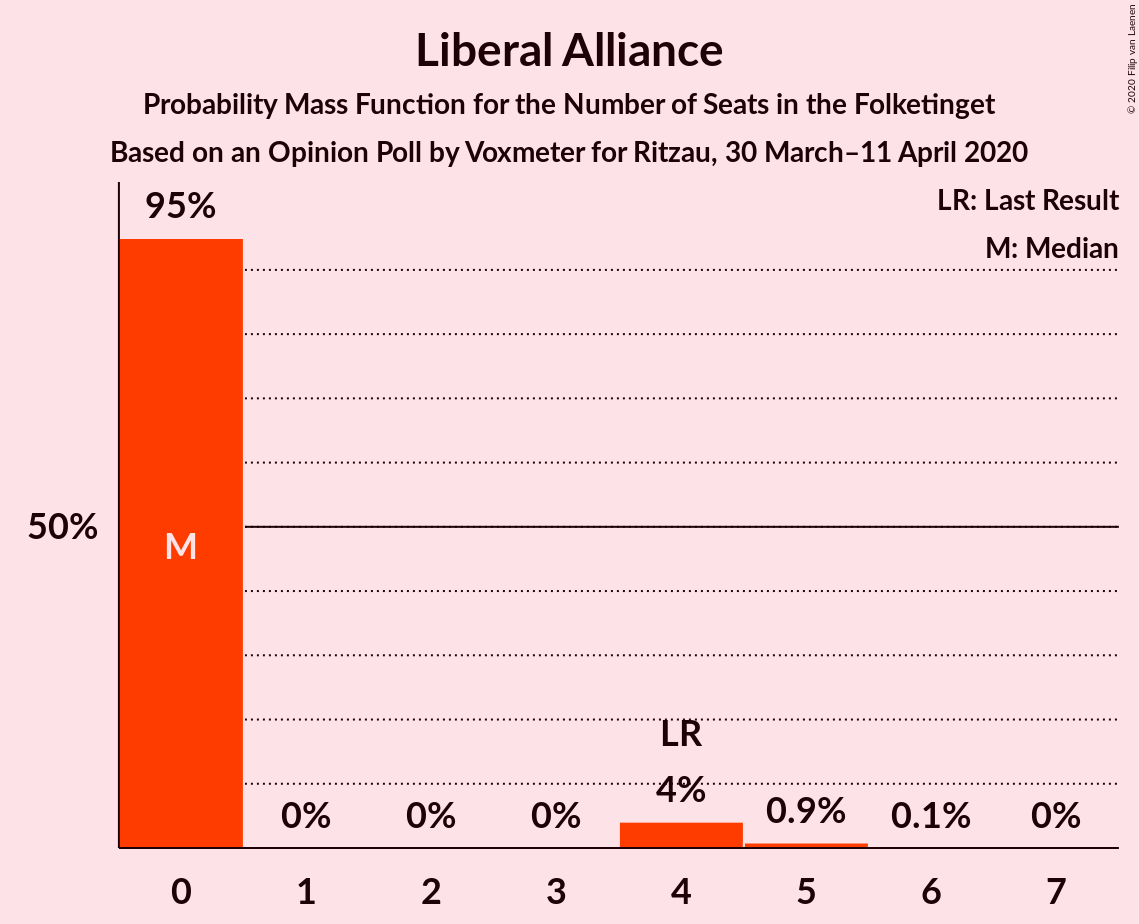 Liberal Alliance
Probability Mass Function for the Number of Seats in the Folketinget
Based on an Opinion Poll by Voxmeter for Ritzau, 30 March–11 April 2020
© 2020 Filip van Laenen
LR: Last Result
M: Median
95%
50%
M
LR
4%
0%
0%
0%
0.9%
0.1%
0%
0
1
2
3
4
5
6
7